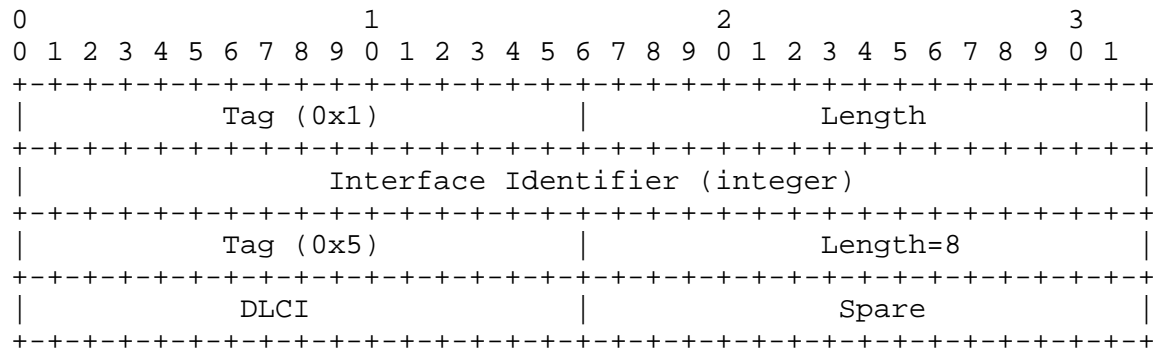 0                   1                   2                   3
0 1 2 3 4 5 6 7 8 9 0 1 2 3 4 5 6 7 8 9 0 1 2 3 4 5 6 7 8 9 0 1
+-+-+-+-+-+-+-+-+-+-+-+-+-+-+-+-+-+-+-+-+-+-+-+-+-+-+-+-+-+-+-+-+
|           Tag (0x1)           |             Length            |
+-+-+-+-+-+-+-+-+-+-+-+-+-+-+-+-+-+-+-+-+-+-+-+-+-+-+-+-+-+-+-+-+
|                 Interface Identifier (integer)                |
+-+-+-+-+-+-+-+-+-+-+-+-+-+-+-+-+-+-+-+-+-+-+-+-+-+-+-+-+-+-+-+-+
|           Tag (0x5)           |             Length=8          |
+-+-+-+-+-+-+-+-+-+-+-+-+-+-+-+-+-+-+-+-+-+-+-+-+-+-+-+-+-+-+-+-+
|            DLCI               |              Spare            |
+-+-+-+-+-+-+-+-+-+-+-+-+-+-+-+-+-+-+-+-+-+-+-+-+-+-+-+-+-+-+-+-+